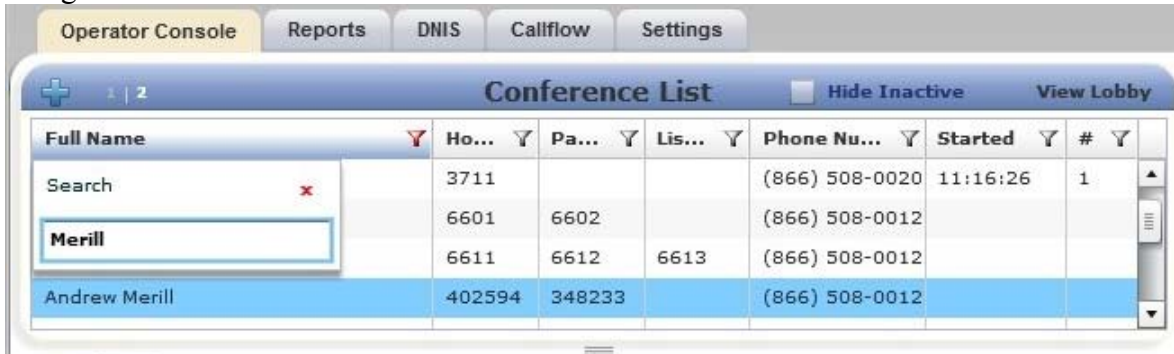 Operator Console Reports DNIS Callflow Settings
1 | 2 Conference List Hide Inactive View Lobby
Full Name Ho... Pa... Lis... Phone Nu... Started #
Search x 3711 (866) 508-0020 11:16:26 1
6601 6602 (866) 508-0012
Merill
6611 6612 6613 (866) 508-0012
Andrew Merill 402594 348233 (866) 508-0012